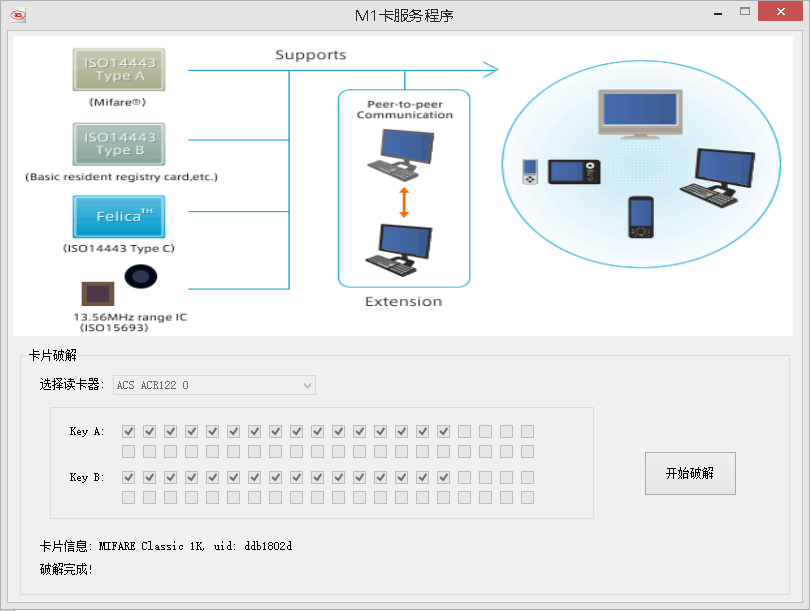 M1卡服务程序
Supports
ISO14443
Type A
(Mifare®)
ISO14443
Type B
(Basic resident registry card,etc.)
Felica™
(ISO14443 Type C)
13.56MHz range IC
(ISO15693)
Peer-to-peer
Communication
Extension
卡片破解
选择读卡器:
ACS ACR122 0
Key A:
Key B:
开始破解
卡片信息: MIFARE Classic 1K, uid: ddb1802d
破解完成!